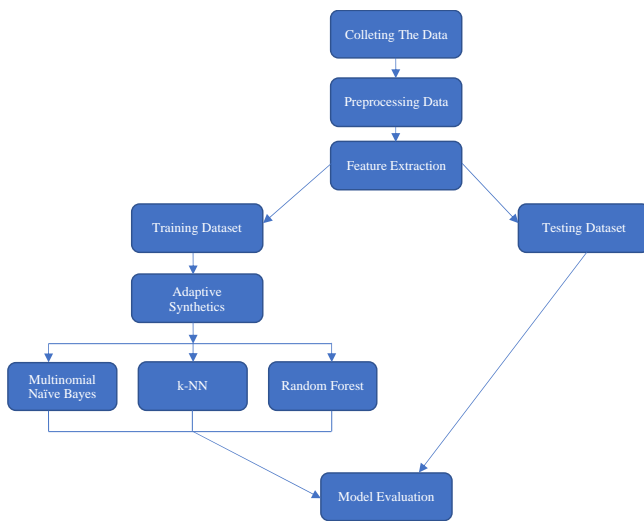 Colleting The Data
Preprocessing Data
Feature Extraction
Training Dataset
Testing Dataset
Adaptive
Synthetics
Multinomial
Naïve Bayes
k-NN
Random Forest
Model Evaluation